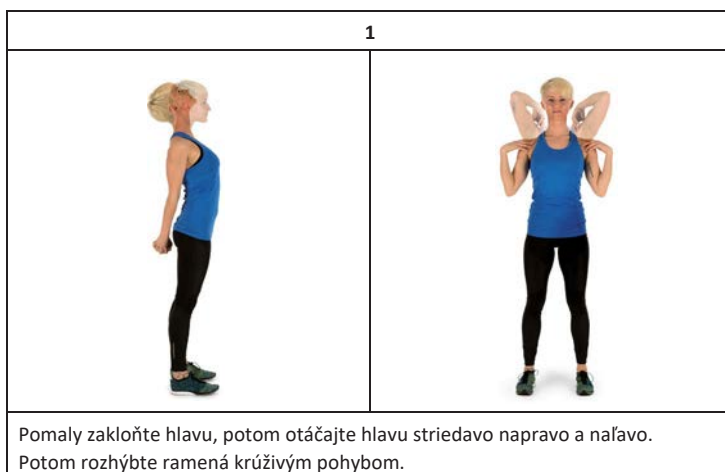 1
Pomaly zakloňte hlavu, potom otáčajte hlavu striedavo napravo a naľavo.
Potom rozhýbte ramená krúživým pohybom.